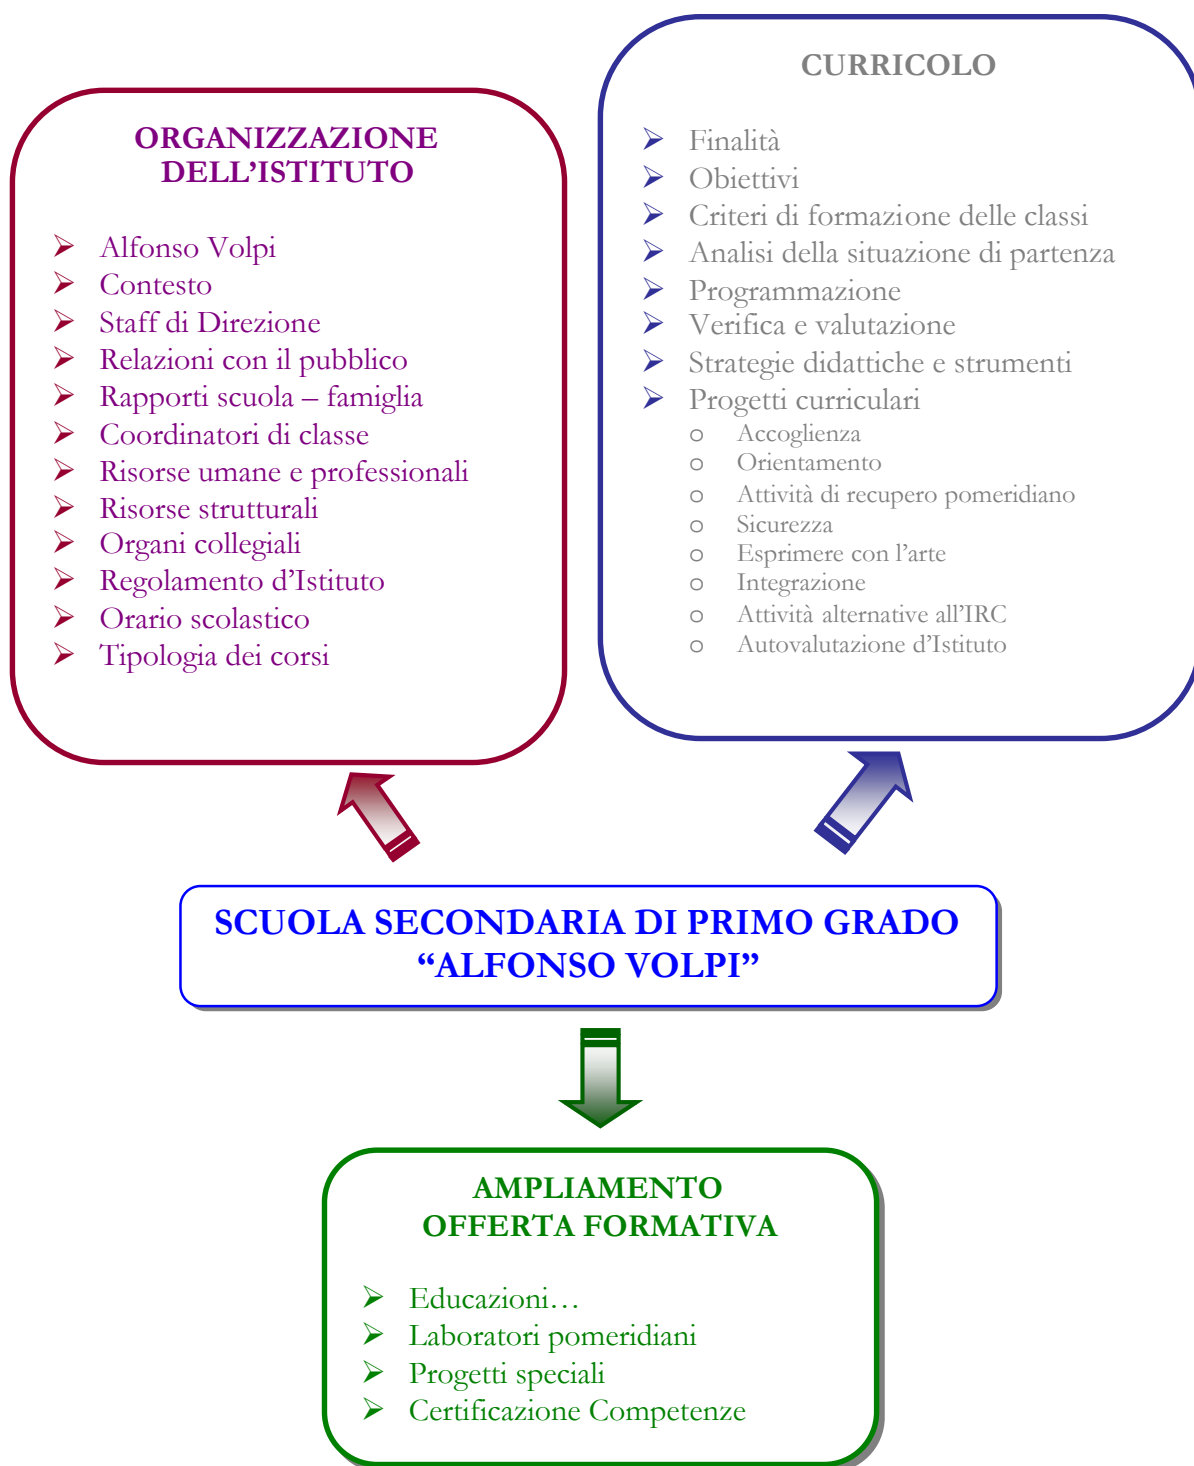 ORGANIZZAZIONE
DELL’ISTITUTO
➢ Alfonso Volpi
➢ Contesto
➢ Staff di Direzione
➢ Relazioni con il pubblico
➢ Rapporti scuola – famiglia
➢ Coordinatori di classe
➢ Risorse umane e professionali
➢ Risorse strutturali
➢ Organi collegiali
➢ Regolamento d’Istituto
➢ Orario scolastico
➢ Tipologia dei corsi
CURRICOLO
➢ Finalità
➢ Obiettivi
➢ Criteri di formazione delle classi
➢ Analisi della situazione di partenza
➢ Programmazione
➢ Verifica e valutazione
➢ Strategie didattiche e strumenti
➢ Progetti curriculari
o Accoglienza
o Orientamento
o Attività di recupero pomeridiano
o Sicurezza
o Esprimere con l’arte
o Integrazione
o Attività alternative all’IRC
o Autovalutazione d’Istituto
SCUOLA SECONDARIA DI PRIMO GRADO
“ALFONSO VOLPI”
AMPLIAMENTO
OFFERTA FORMATIVA
➢ Educazioni…
➢ Laboratori pomeridiani
➢ Progetti speciali
➢ Certificazione Competenze